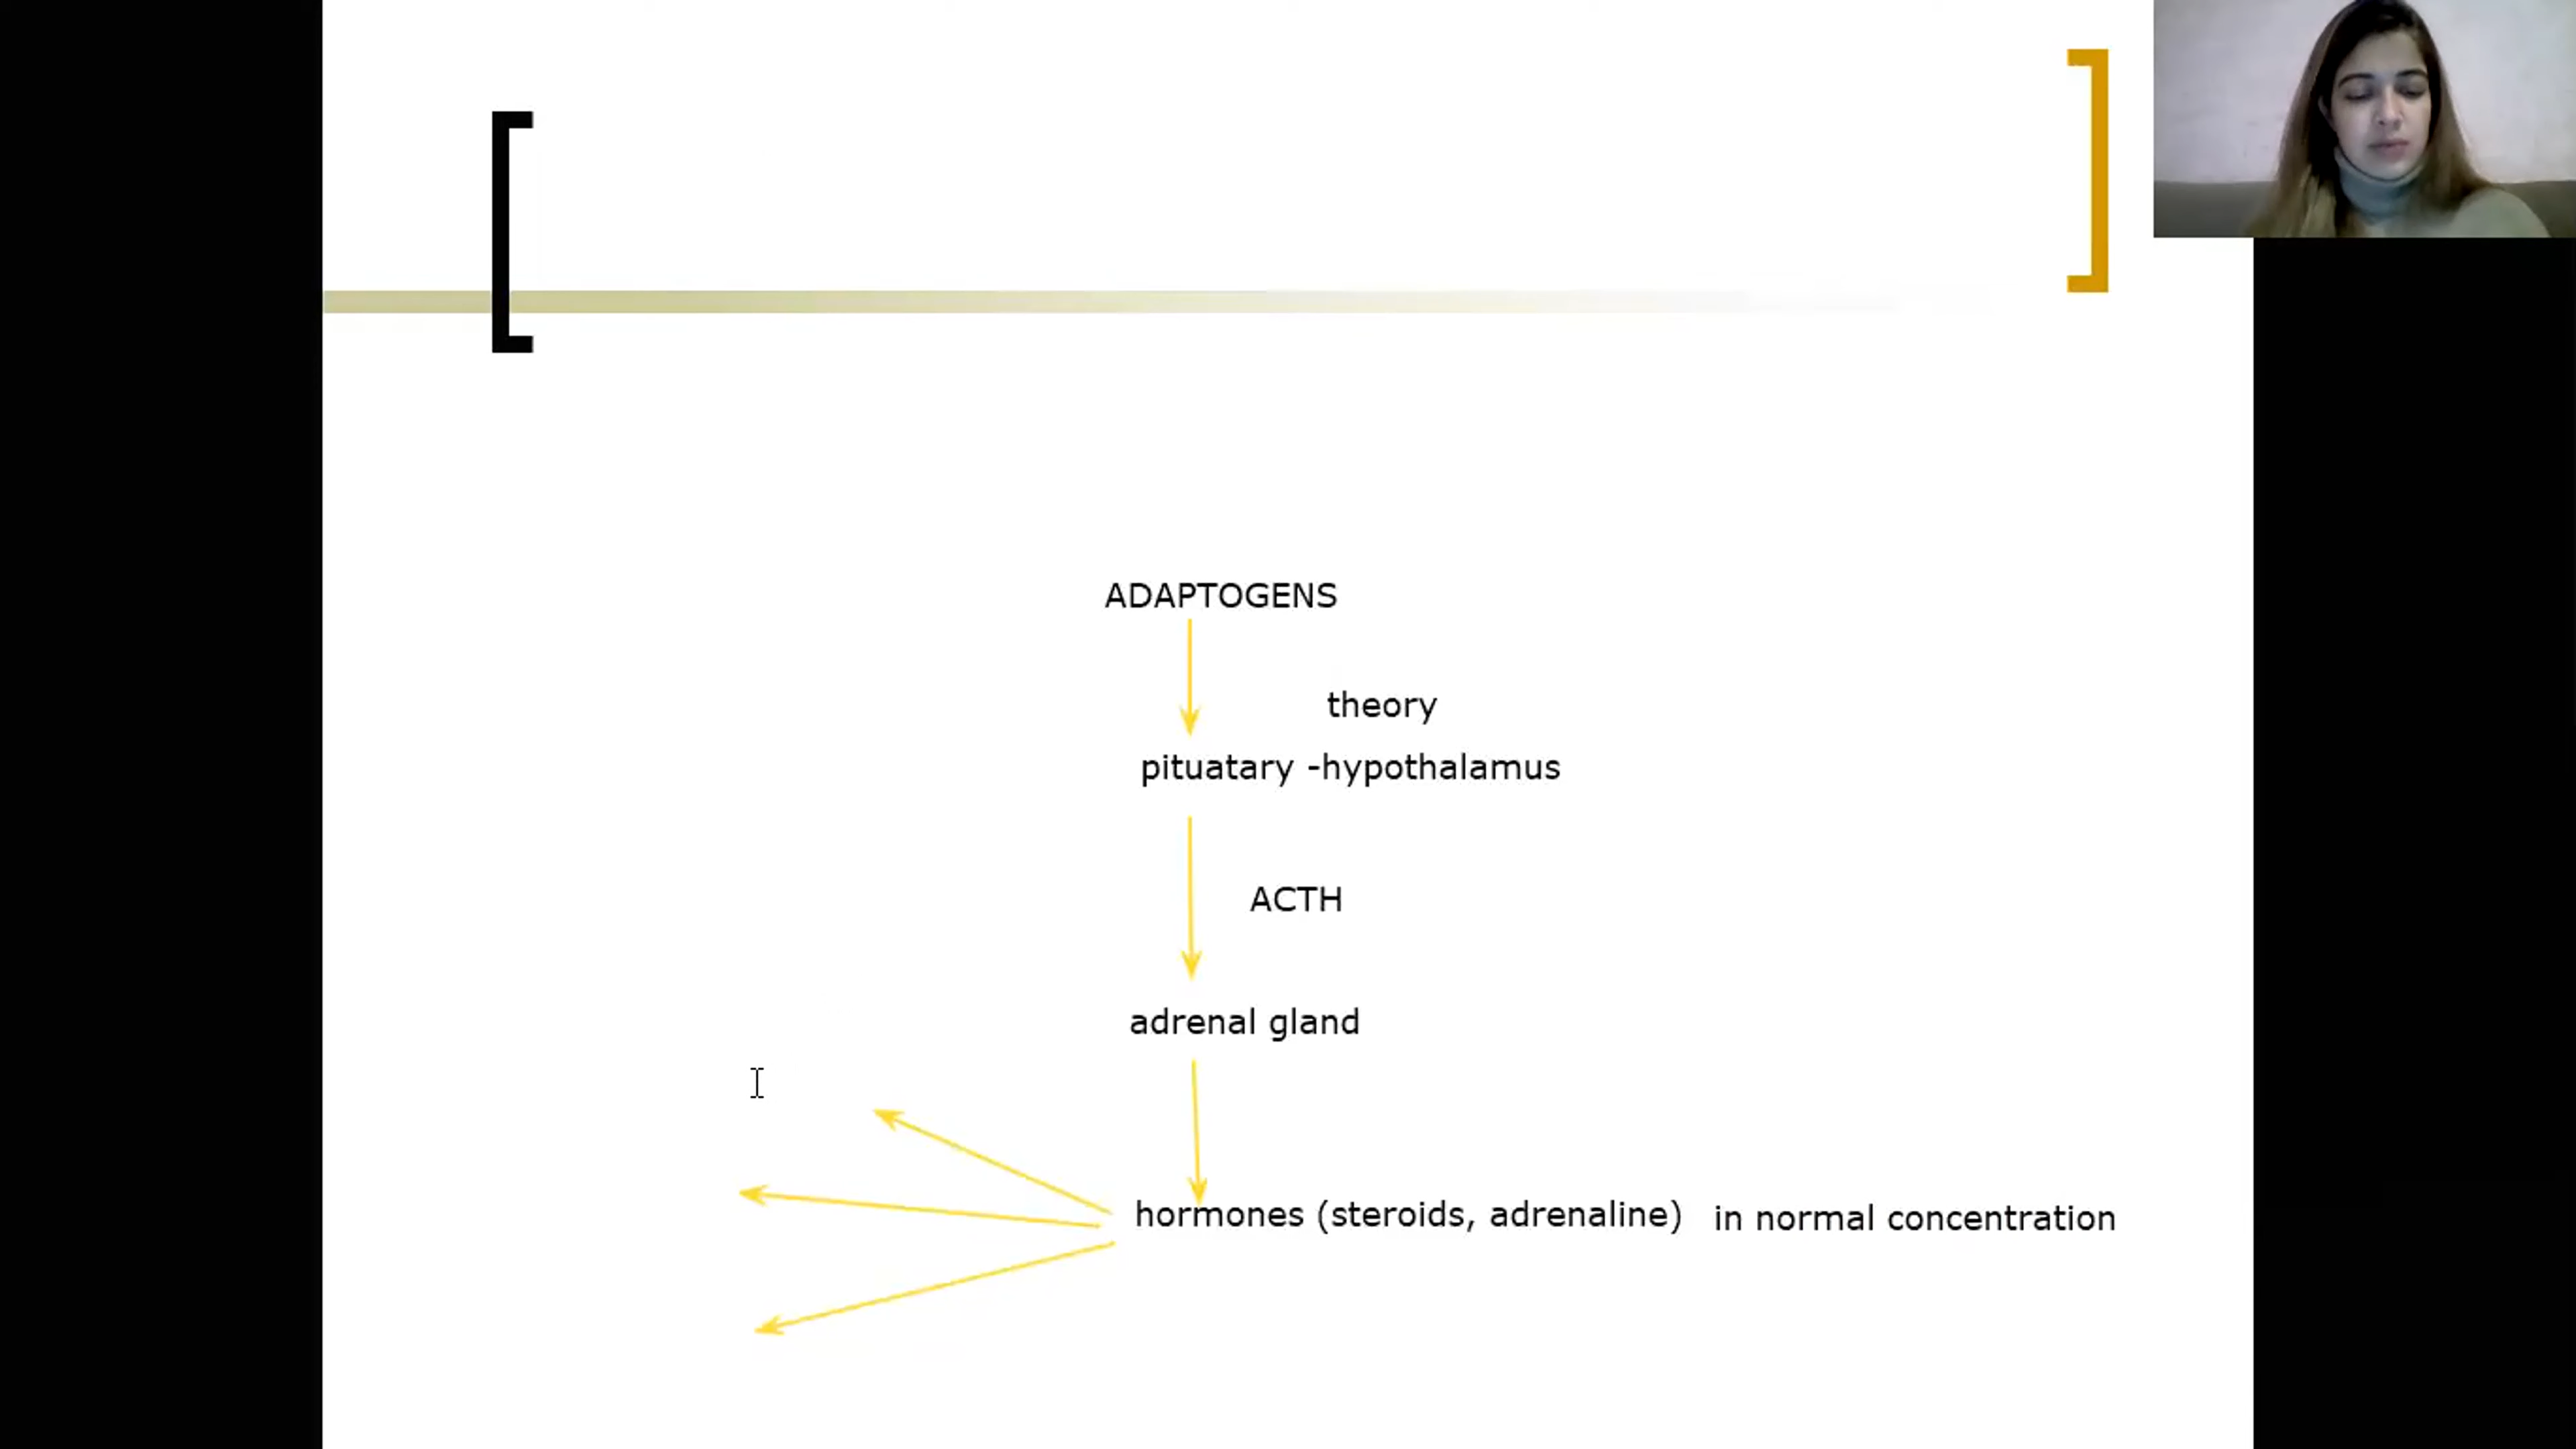 ADAPTOGENS
theory
pituatary -hypothalamus
ACTH
adrenal gland
hormones (steroids, adrenaline) in normal concentration